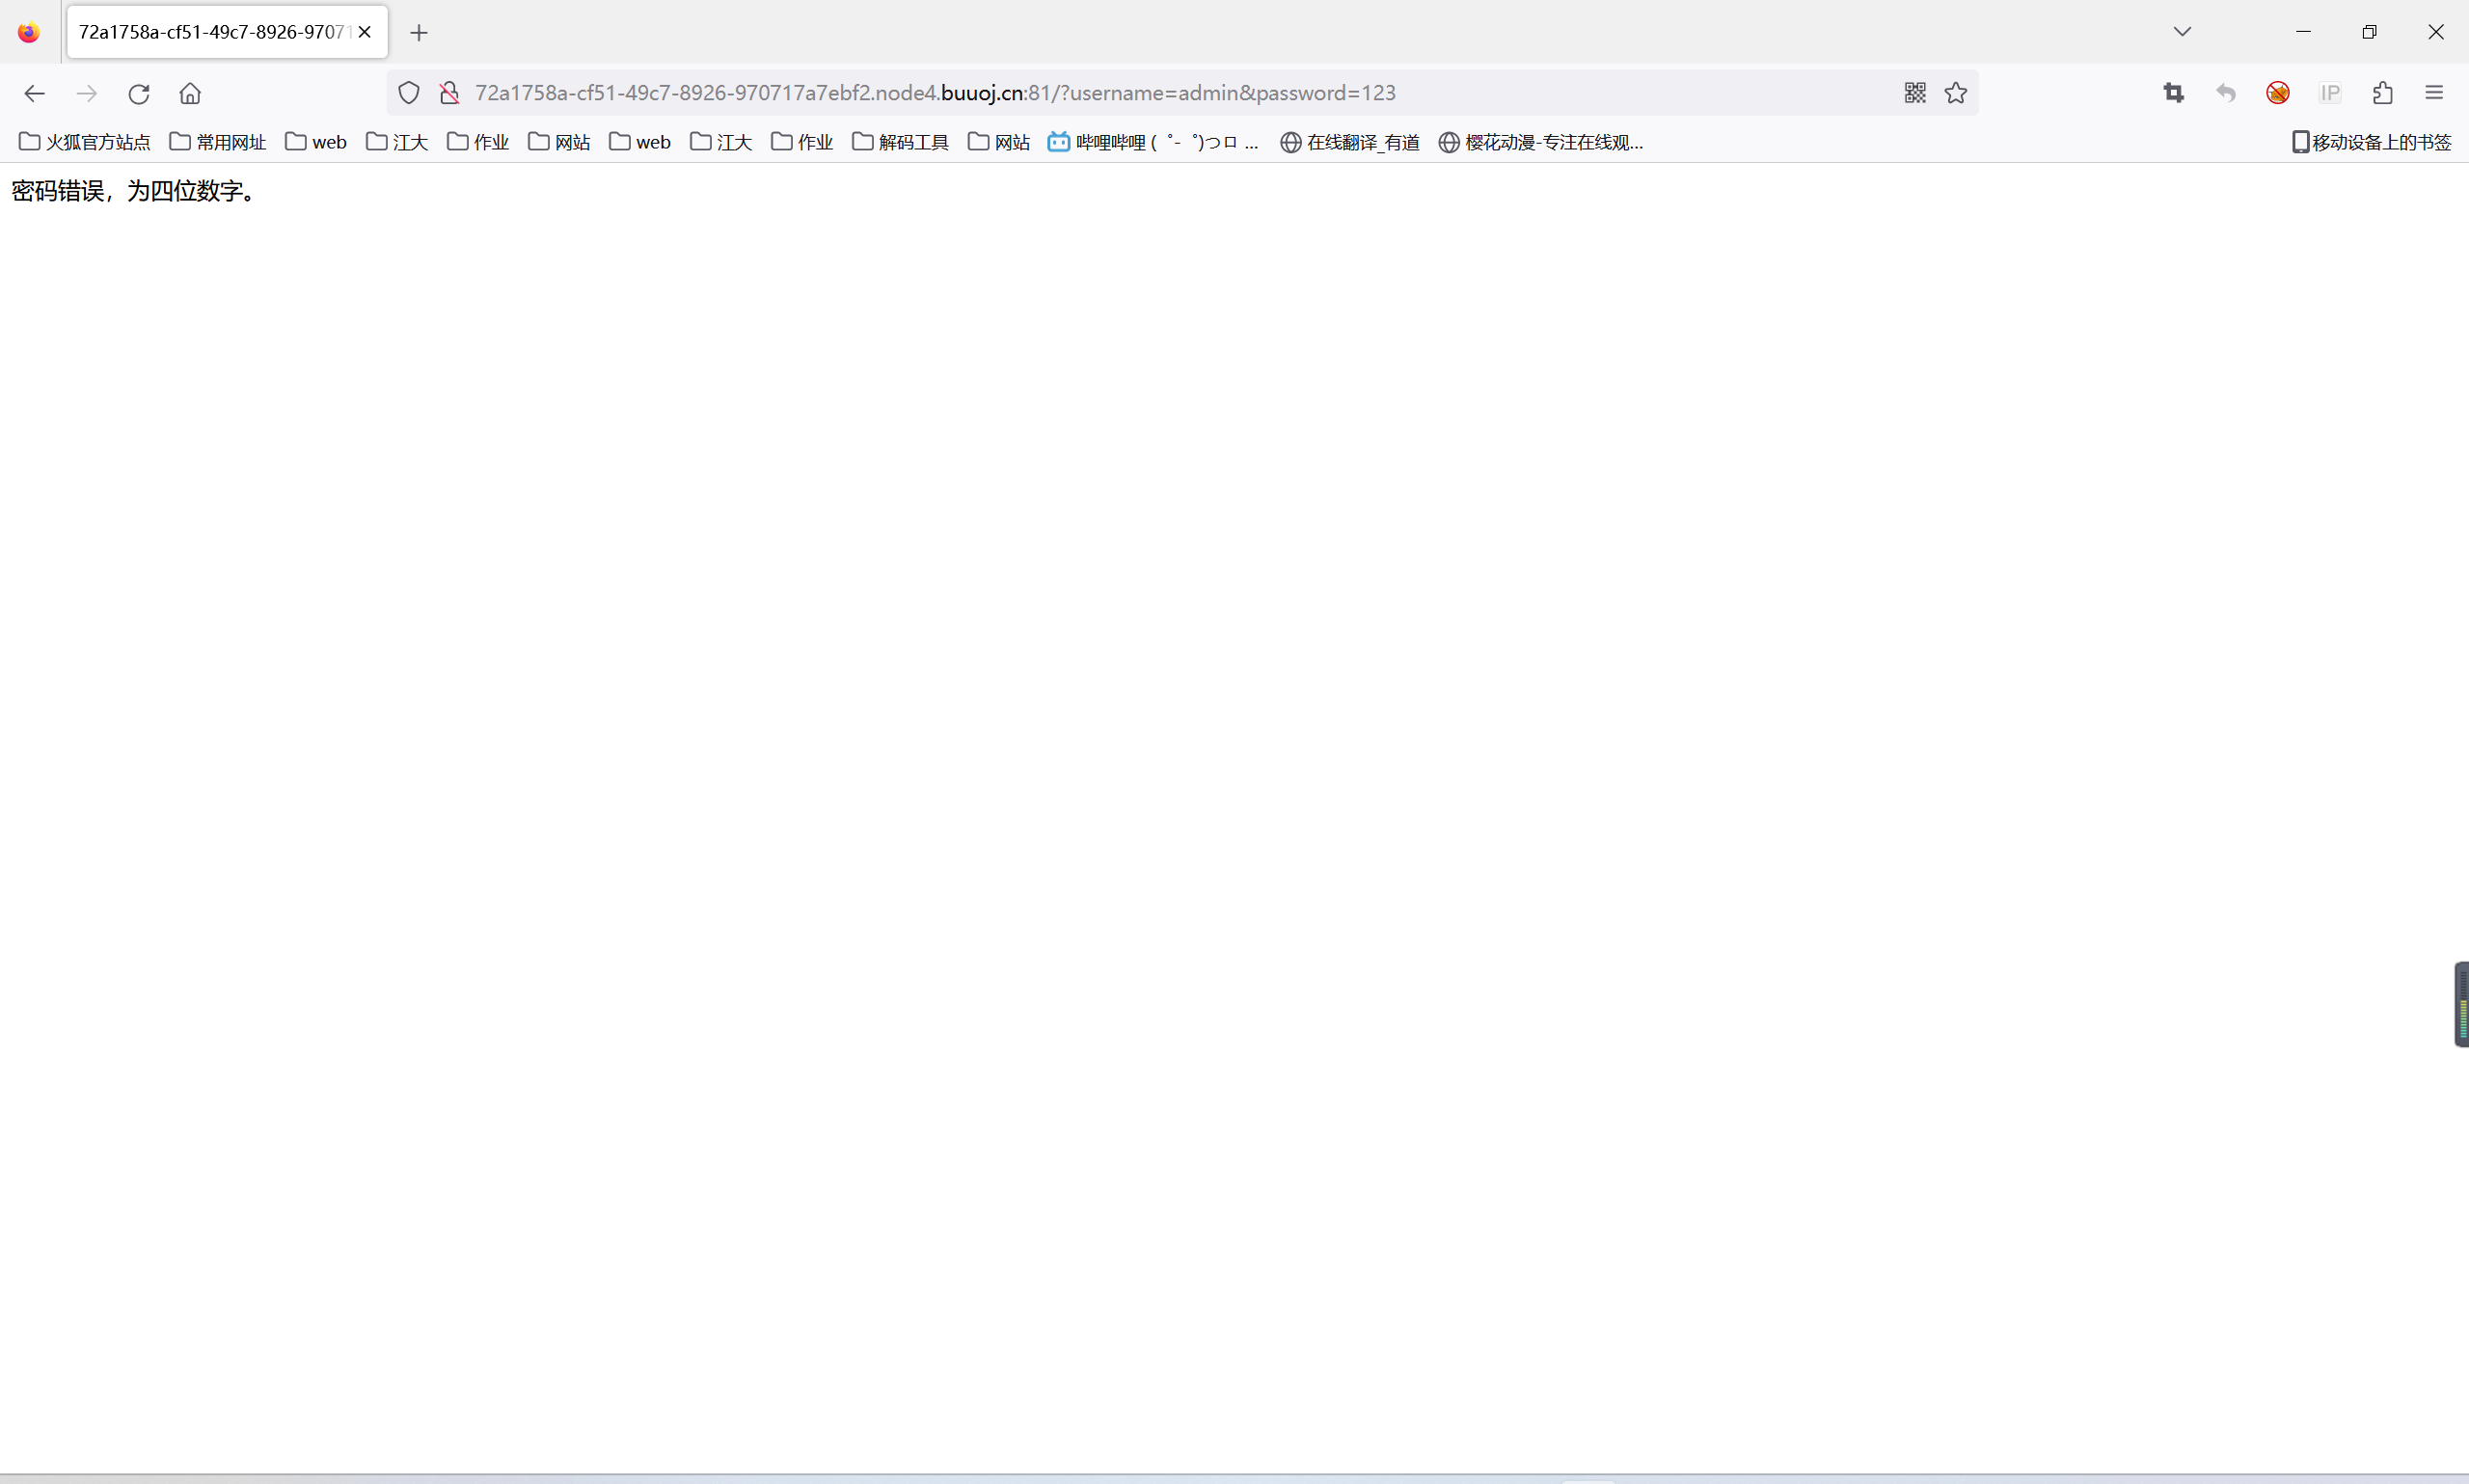 72a1758a-cf51-49c7-8926-97071
72a1758a-cf51-49c7-8926-970717a7ebf2.node4.buuoj.cn:81/?username=admin&password=123
IP
火狐官方站点 常用网址 web 江大 作业 网站 web 江大 作业 解码工具 网站 哔哩哔哩 ( ゜- ゜)つロ ... 在线翻译_有道 樱花动漫-专注在线观... 移动设备上的书签
密码错误，为四位数字。